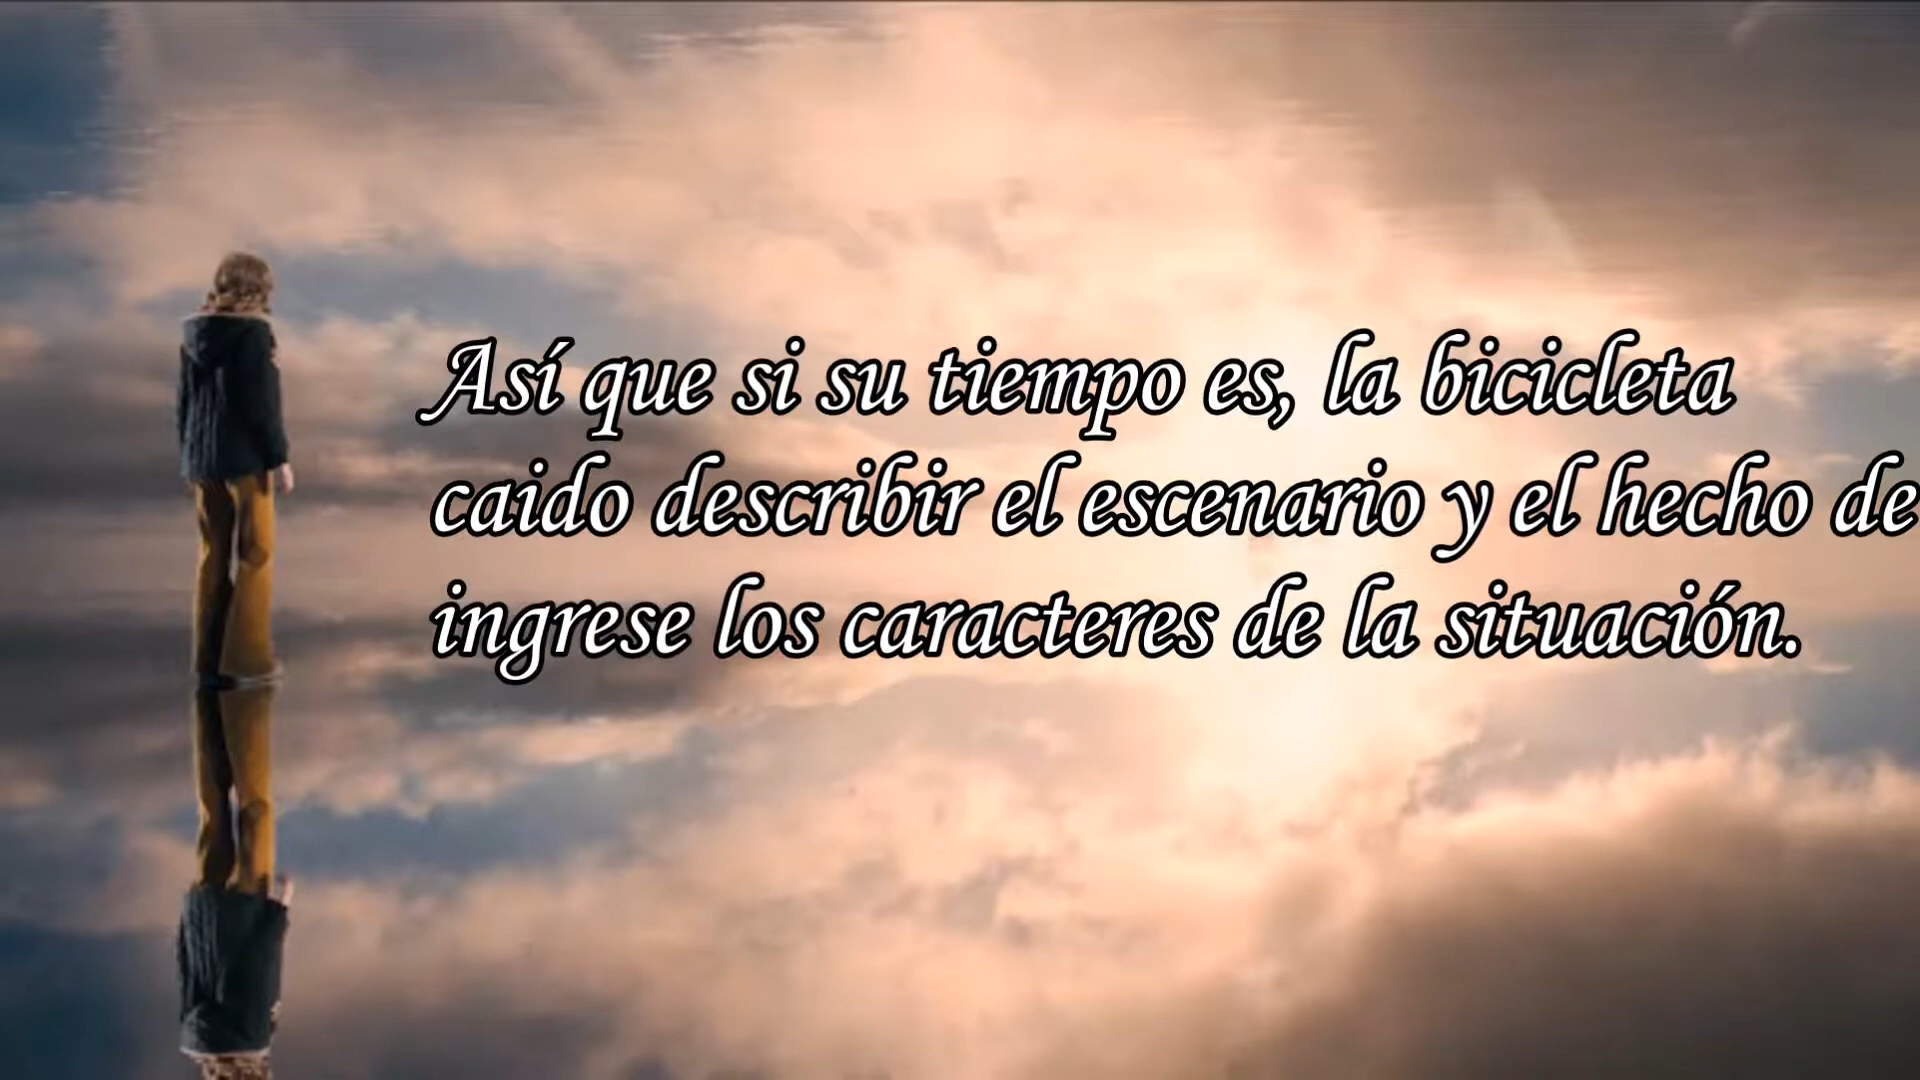 Así que si su tiempo es, la bicicleta
caido describir el escenario y el hecho de
ingrese los caracteres de la situación.